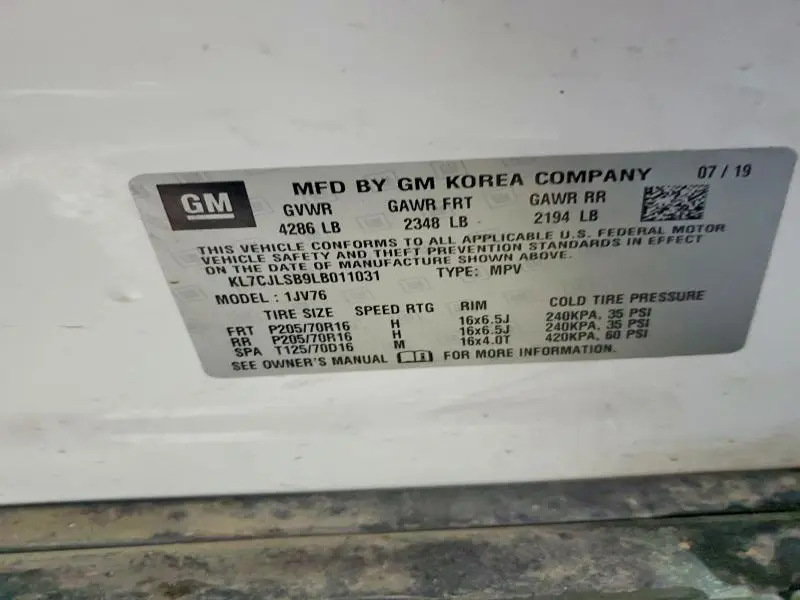 GM
MFD BY GM KOREA COMPANY 07 / 19
GVWR GAWR FRT GAWR RR
4286 LB 2348 LB 2194 LB
THIS VEHICLE CONFORMS TO ALL APPLICABLE U.S. FEDERAL MOTOR
VEHICLE SAFETY AND THEFT PREVENTION STANDARDS IN EFFECT
ON THE DATE OF MANUFACTURE SHOWN ABOVE.
KL7CJLSB9LB011031 TYPE: MPV
MODEL : 1JV76
TIRE SIZE SPEED RTG RIM COLD TIRE PRESSURE
FRT P205/70R16 H 16x6.5J 240KPA, 35 PSI
RR P205/70R16 H 16x6.5J 240KPA, 35 PSI
SPA T125/70D16 M 16x4.0T 420KPA, 60 PSI
SEE OWNER'S MANUAL FOR MORE INFORMATION.